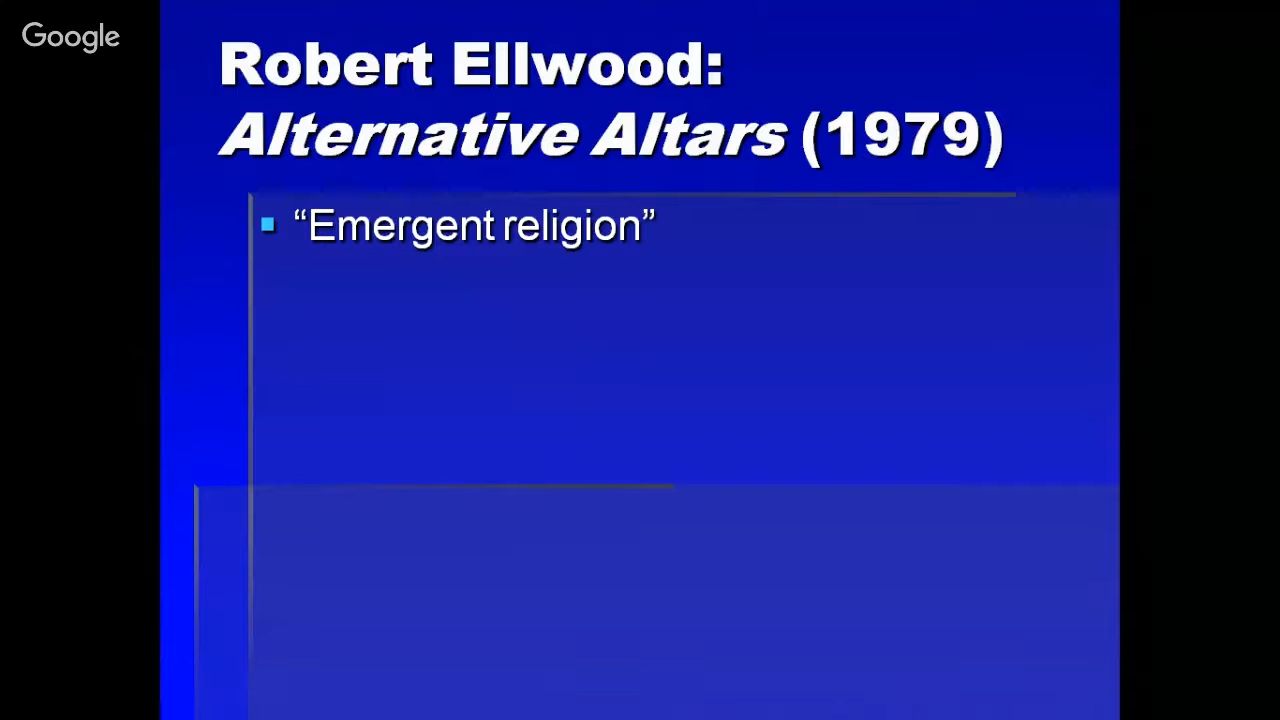 Google
Robert Ellwood:
Alternative Altars (1979)
“Emergent religion”